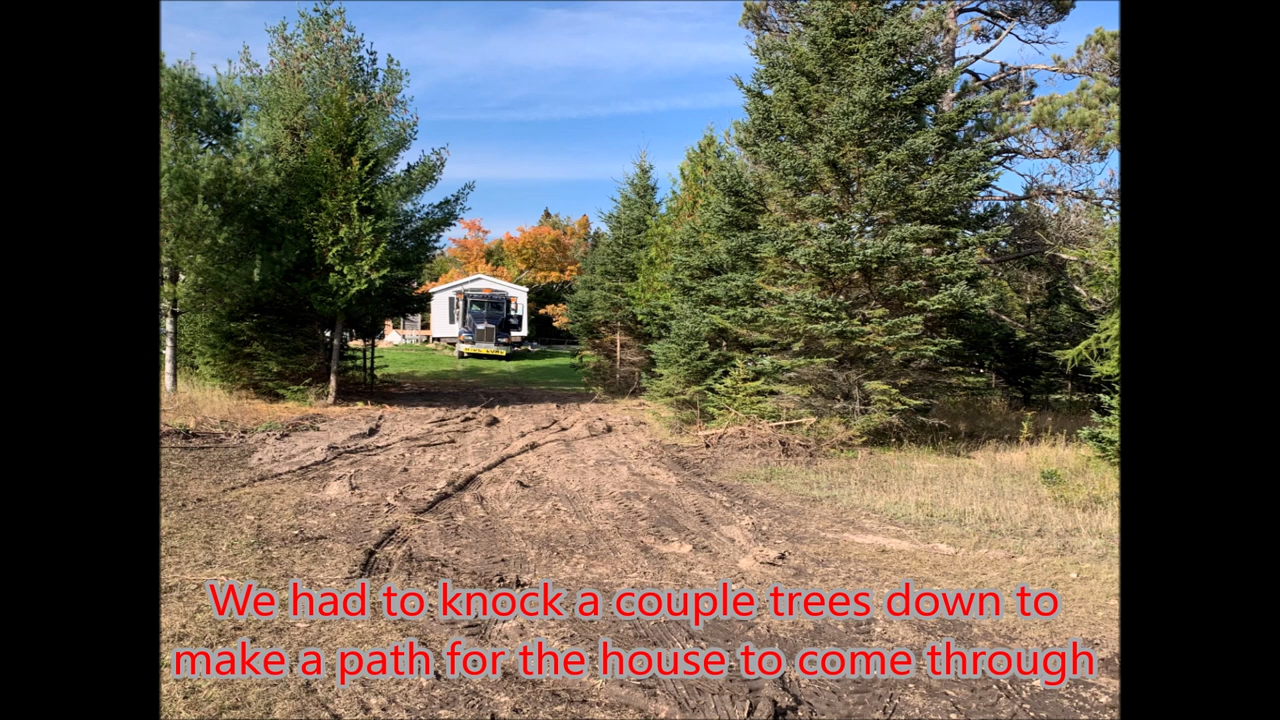 We had to knock a couple trees down to
make a path for the house to come through